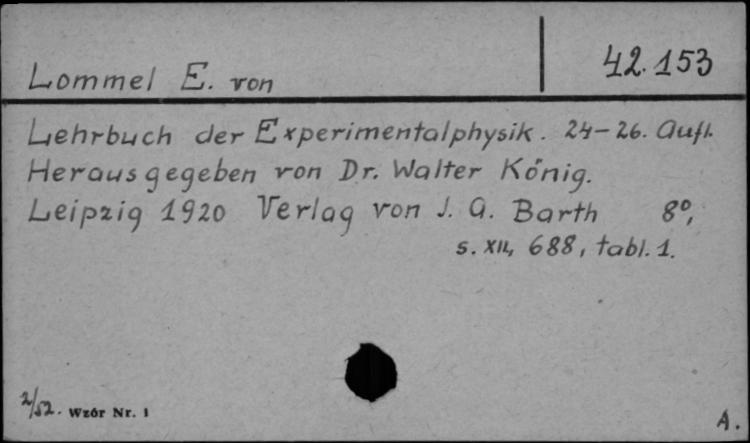 Lommel E. von
42.153
Lehrbuch der Experimentalphysik. 24-26. Aufl.
Herausgegeben von Dr. Walter König.
Leipzig 1920 Verlag von J. A. Barth 8°,
s. XII, 688, tabl. 1.
2/52. Wzór Nr. 1
A.